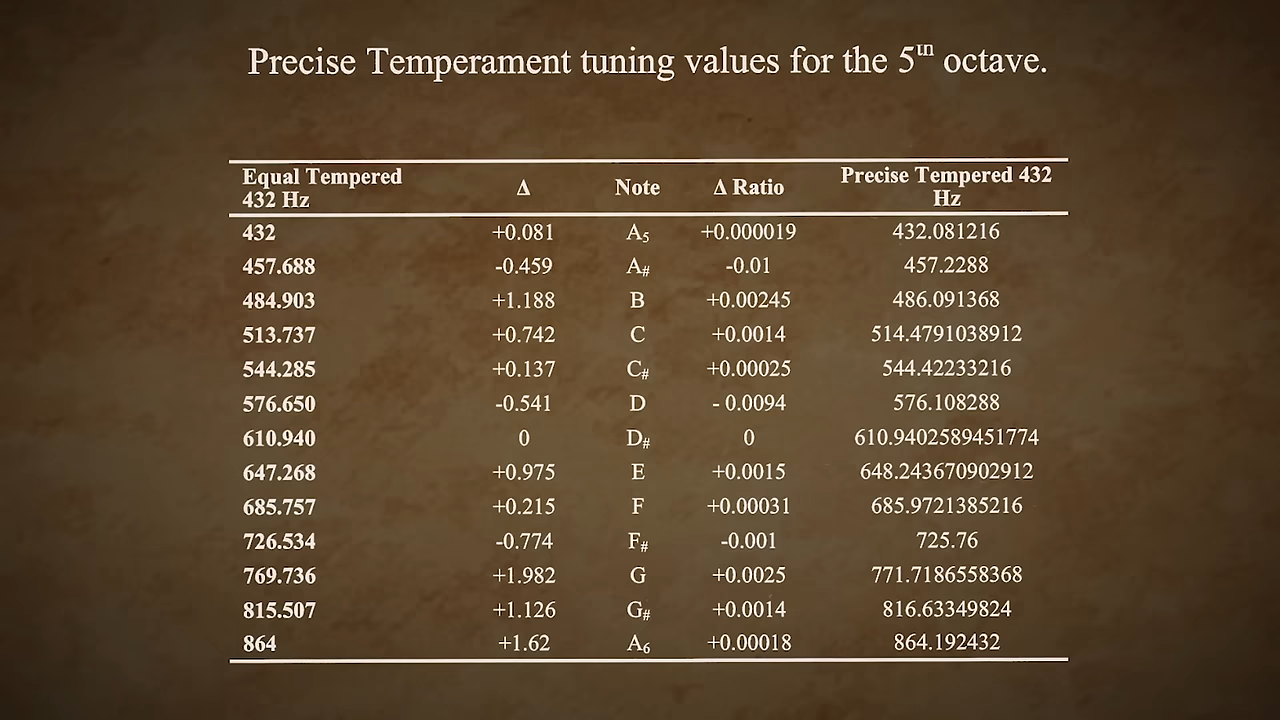 Precise Temperament tuning values for the 5th octave.
Equal Tempered 432 Hz Δ Note Δ Ratio Precise Tempered 432 Hz
432 +0.081 A5 +0.000019 432.081216
457.688 -0.459 A# -0.01 457.2288
484.903 +1.188 B +0.00245 486.091368
513.737 +0.742 C +0.0014 514.4791038912
544.285 +0.137 C# +0.00025 544.42233216
576.650 -0.541 D - 0.0094 576.108288
610.940 0 D# 0 610.9402589451774
647.268 +0.975 E +0.0015 648.243670902912
685.757 +0.215 F +0.00031 685.9721385216
726.534 -0.774 F# -0.001 725.76
769.736 +1.982 G +0.0025 771.7186558368
815.507 +1.126 G# +0.0014 816.63349824
864 +1.62 A6 +0.00018 864.192432